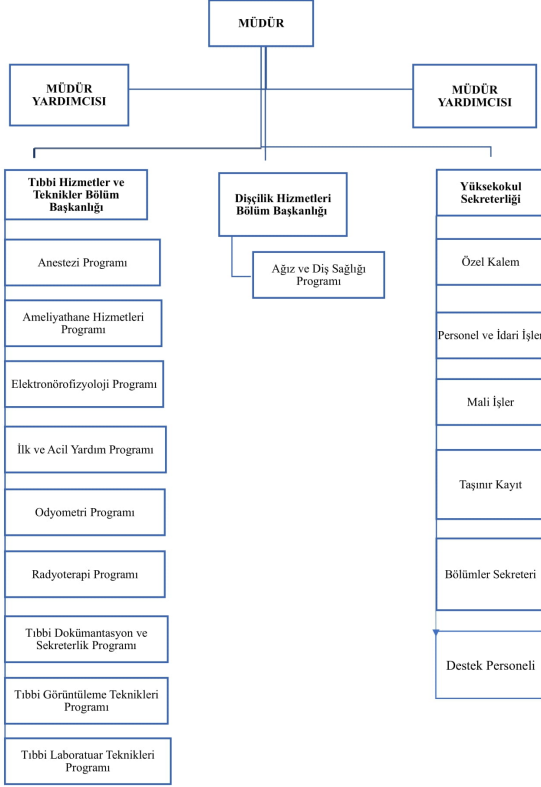 MÜDÜR
MÜDÜR
YARDIMCISI
MÜDÜR
YARDIMCISI
Tıbbi Hizmetler ve
Teknikler Bölüm
Başkanlığı
Anestezi Programı
Ameliyathane Hizmetleri
Programı
Elektronörofizyoloji Programı
İlk ve Acil Yardım Programı
Odyometri Programı
Radyoterapi Programı
Tıbbi Dokümantasyon ve
Sekreterlik Programı
Tıbbi Görüntüleme Teknikleri
Programı
Tıbbi Laboratuar Teknikleri
Programı
Dişçilik Hizmetleri
Bölüm Başkanlığı
Ağız ve Diş Sağlığı
Programı
Yüksekokul
Sekreterliği
Özel Kalem
Personel ve İdari İşler
Mali İşler
Taşınır Kayıt
Bölümler Sekreteri
Destek Personeli